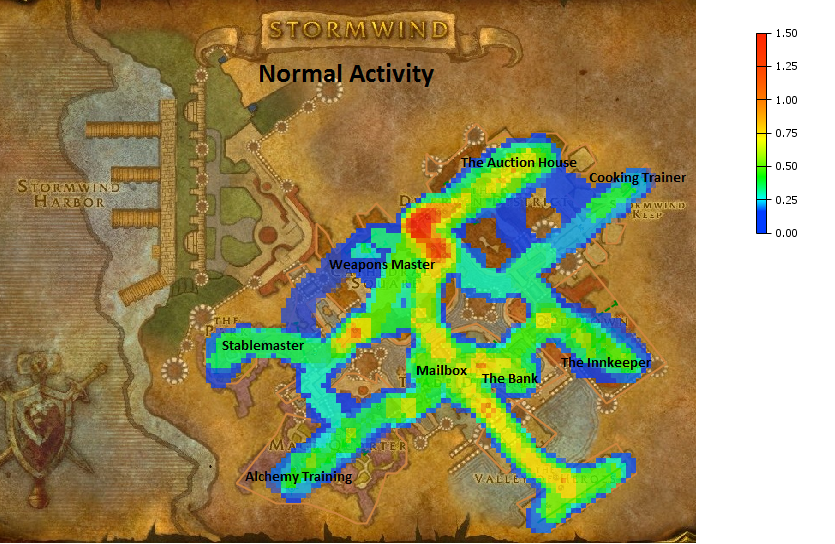 STORMWIND
Normal Activity
1.50
1.25
1.00
0.75
0.50
0.25
0.00
The Auction House
Cooking Trainer
STORMWIND
HARBOR
STORMWIND
KEEP
Weapons Master
THE
Stablemaster
Mailbox
The Bank
The Innkeeper
Alchemy Training